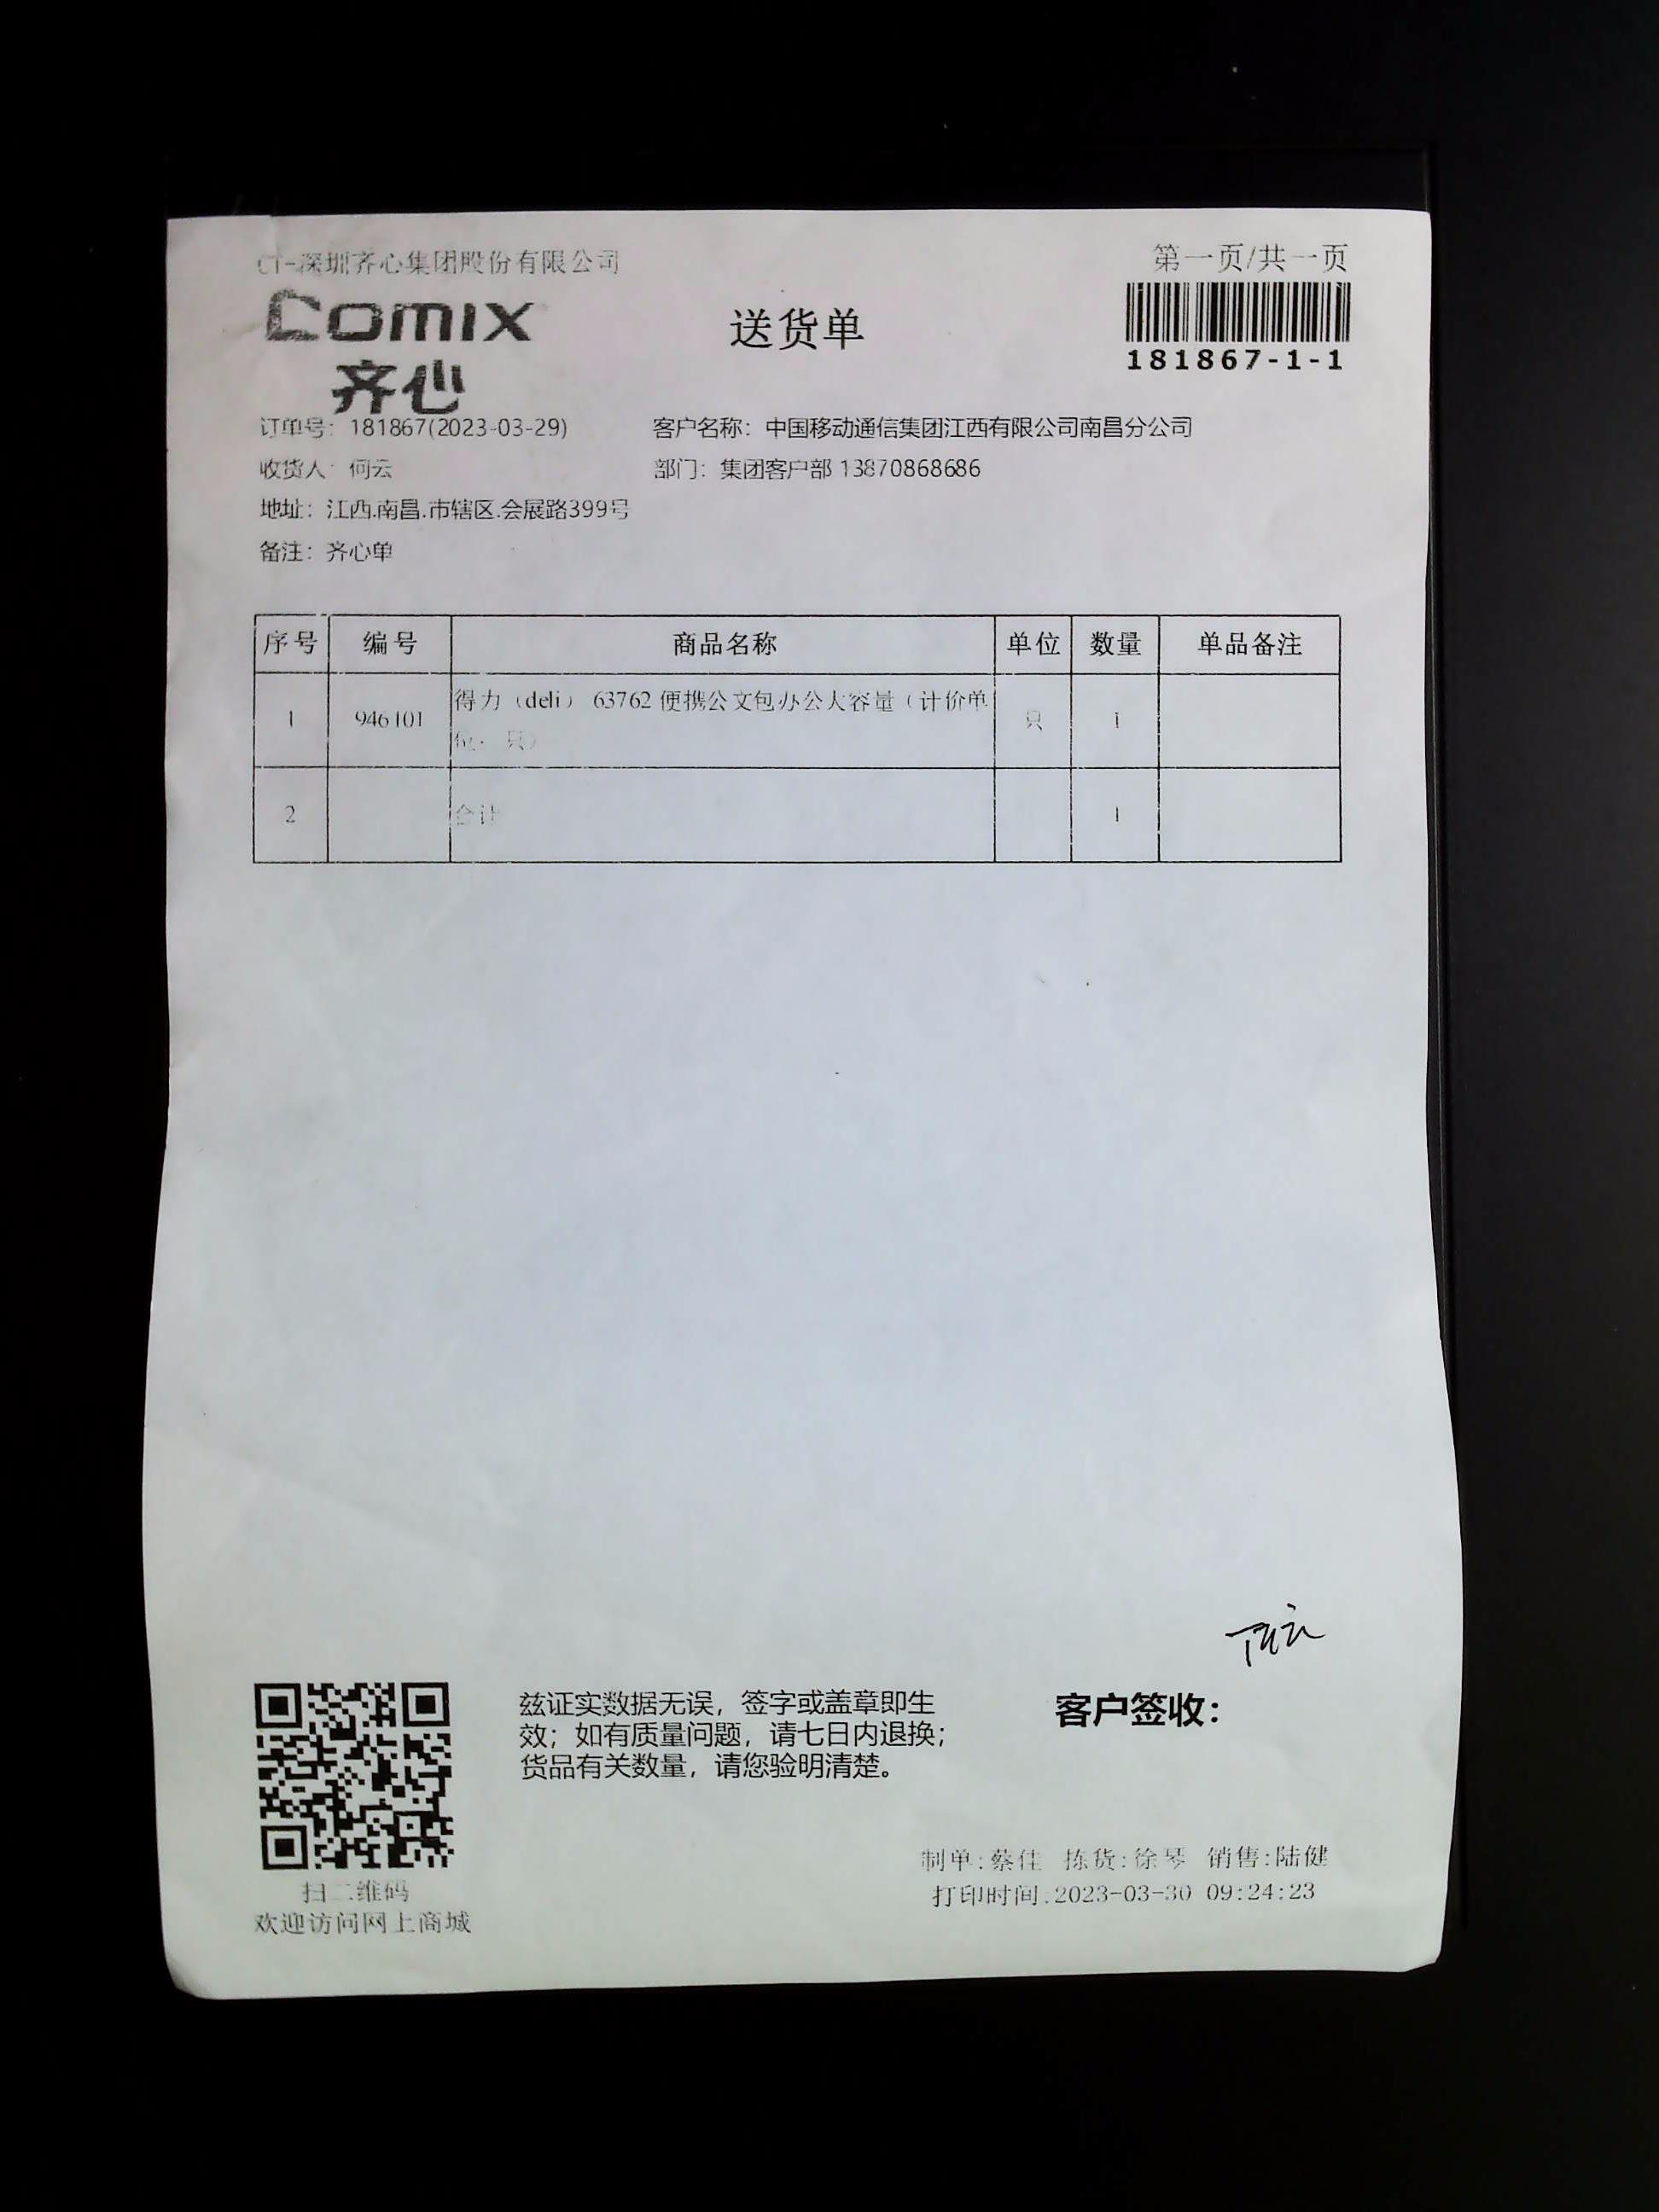 CT-深圳齐心集团股份有限公司
第一页/共一页
Comix
齐心
送货单
181867-1-1
订单号: 181867(2023-03-29)
客户名称: 中国移动通信集团江西有限公司南昌分公司
收货人: 何云
部门: 集团客户部 13870868686
地址: 江西.南昌.市辖区.会展路399号
备注: 齐心单
序号 编号 商品名称 单位 数量 单品备注
1 946101 得力（deli） 63762 便携公文包办公大容量（计价单
位: 只） 只 1
2 合计 1
兹证实数据无误，签字或盖章即生
效；如有质量问题，请七日内退换；
货品有关数量，请您验明清楚。
客户签收:
扫二维码
欢迎访问网上商城
制单:蔡佳 拣货:徐琴 销售:陆健
打印时间:2023-03-30 09:24:23